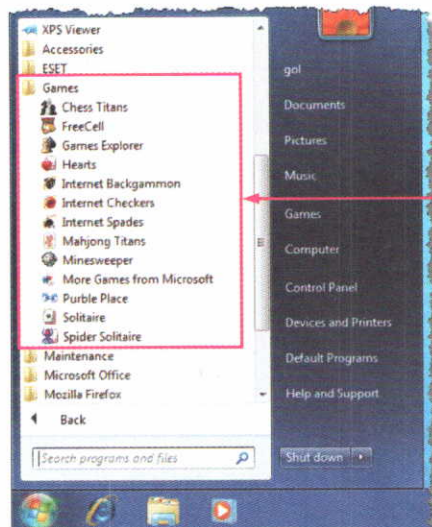 XPS Viewer
Accessories
ESET
Games
Chess Titans
FreeCell
Games Explorer
Hearts
Internet Backgammon
Internet Checkers
Internet Spades
Mahjong Titans
Minesweeper
More Games from Microsoft
Purble Place
Solitaire
Spider Solitaire
Maintenance
Microsoft Office
Mozilla Firefox
Back
Search programs and files
gol
Documents
Pictures
Music
Games
Computer
Control Panel
Devices and Printers
Default Programs
Help and Support
Shut down